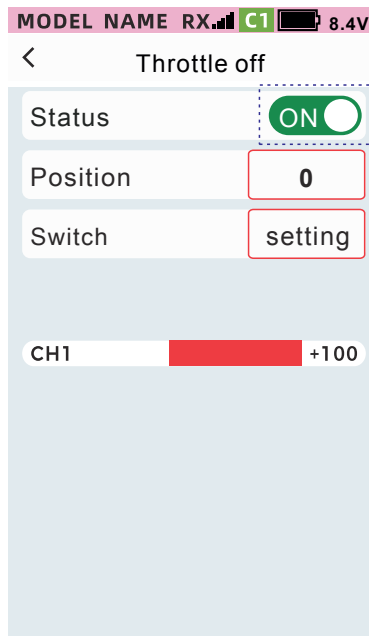 MODEL NAME RX C1 8.4V
< Throttle off
Status ON
Position 0
Switch setting
CH1 +100